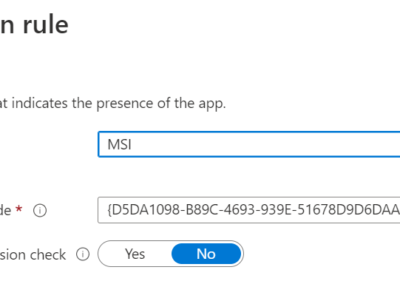 n rule
at indicates the presence of the app.
MSI
de *
{D5DA1098-B89C-4693-939E-51678D9D6DAA
sion check Yes No